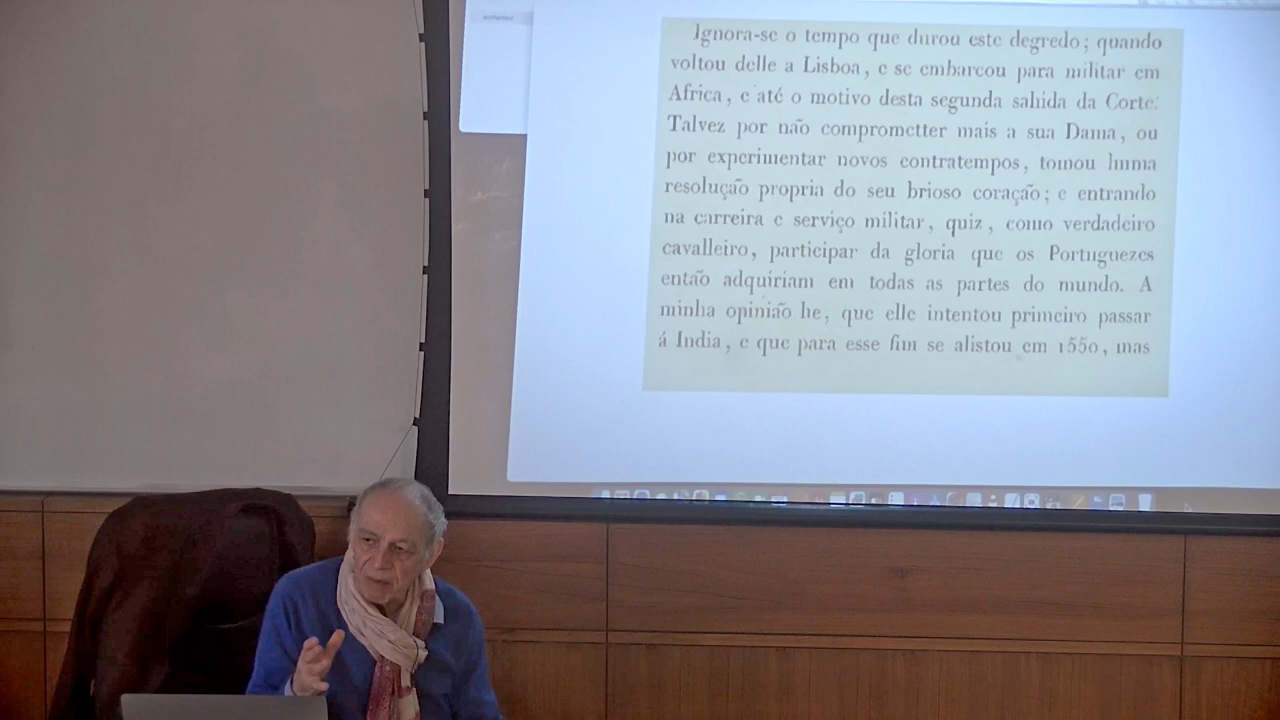 Ignora-se o tempo que durou este degredo; quando
voltou delle a Lisboa, e se embarcou para militar em
Africa, e até o motivo desta segunda sahida da Corte.
Talvez por não comprometter mais a sua Dama, ou
por experimentar novos contratempos, tomou huma
resolução propria do seu brioso coração; e entrando
na carreira e serviço militar, quiz, como verdadeiro
cavalleiro, participar da gloria que os Portuguezes
então adquiriam em todas as partes do mundo. A
minha opinião he, que elle intentou primeiro passar
á India, e que para esse fim se alistou em 1550, mas